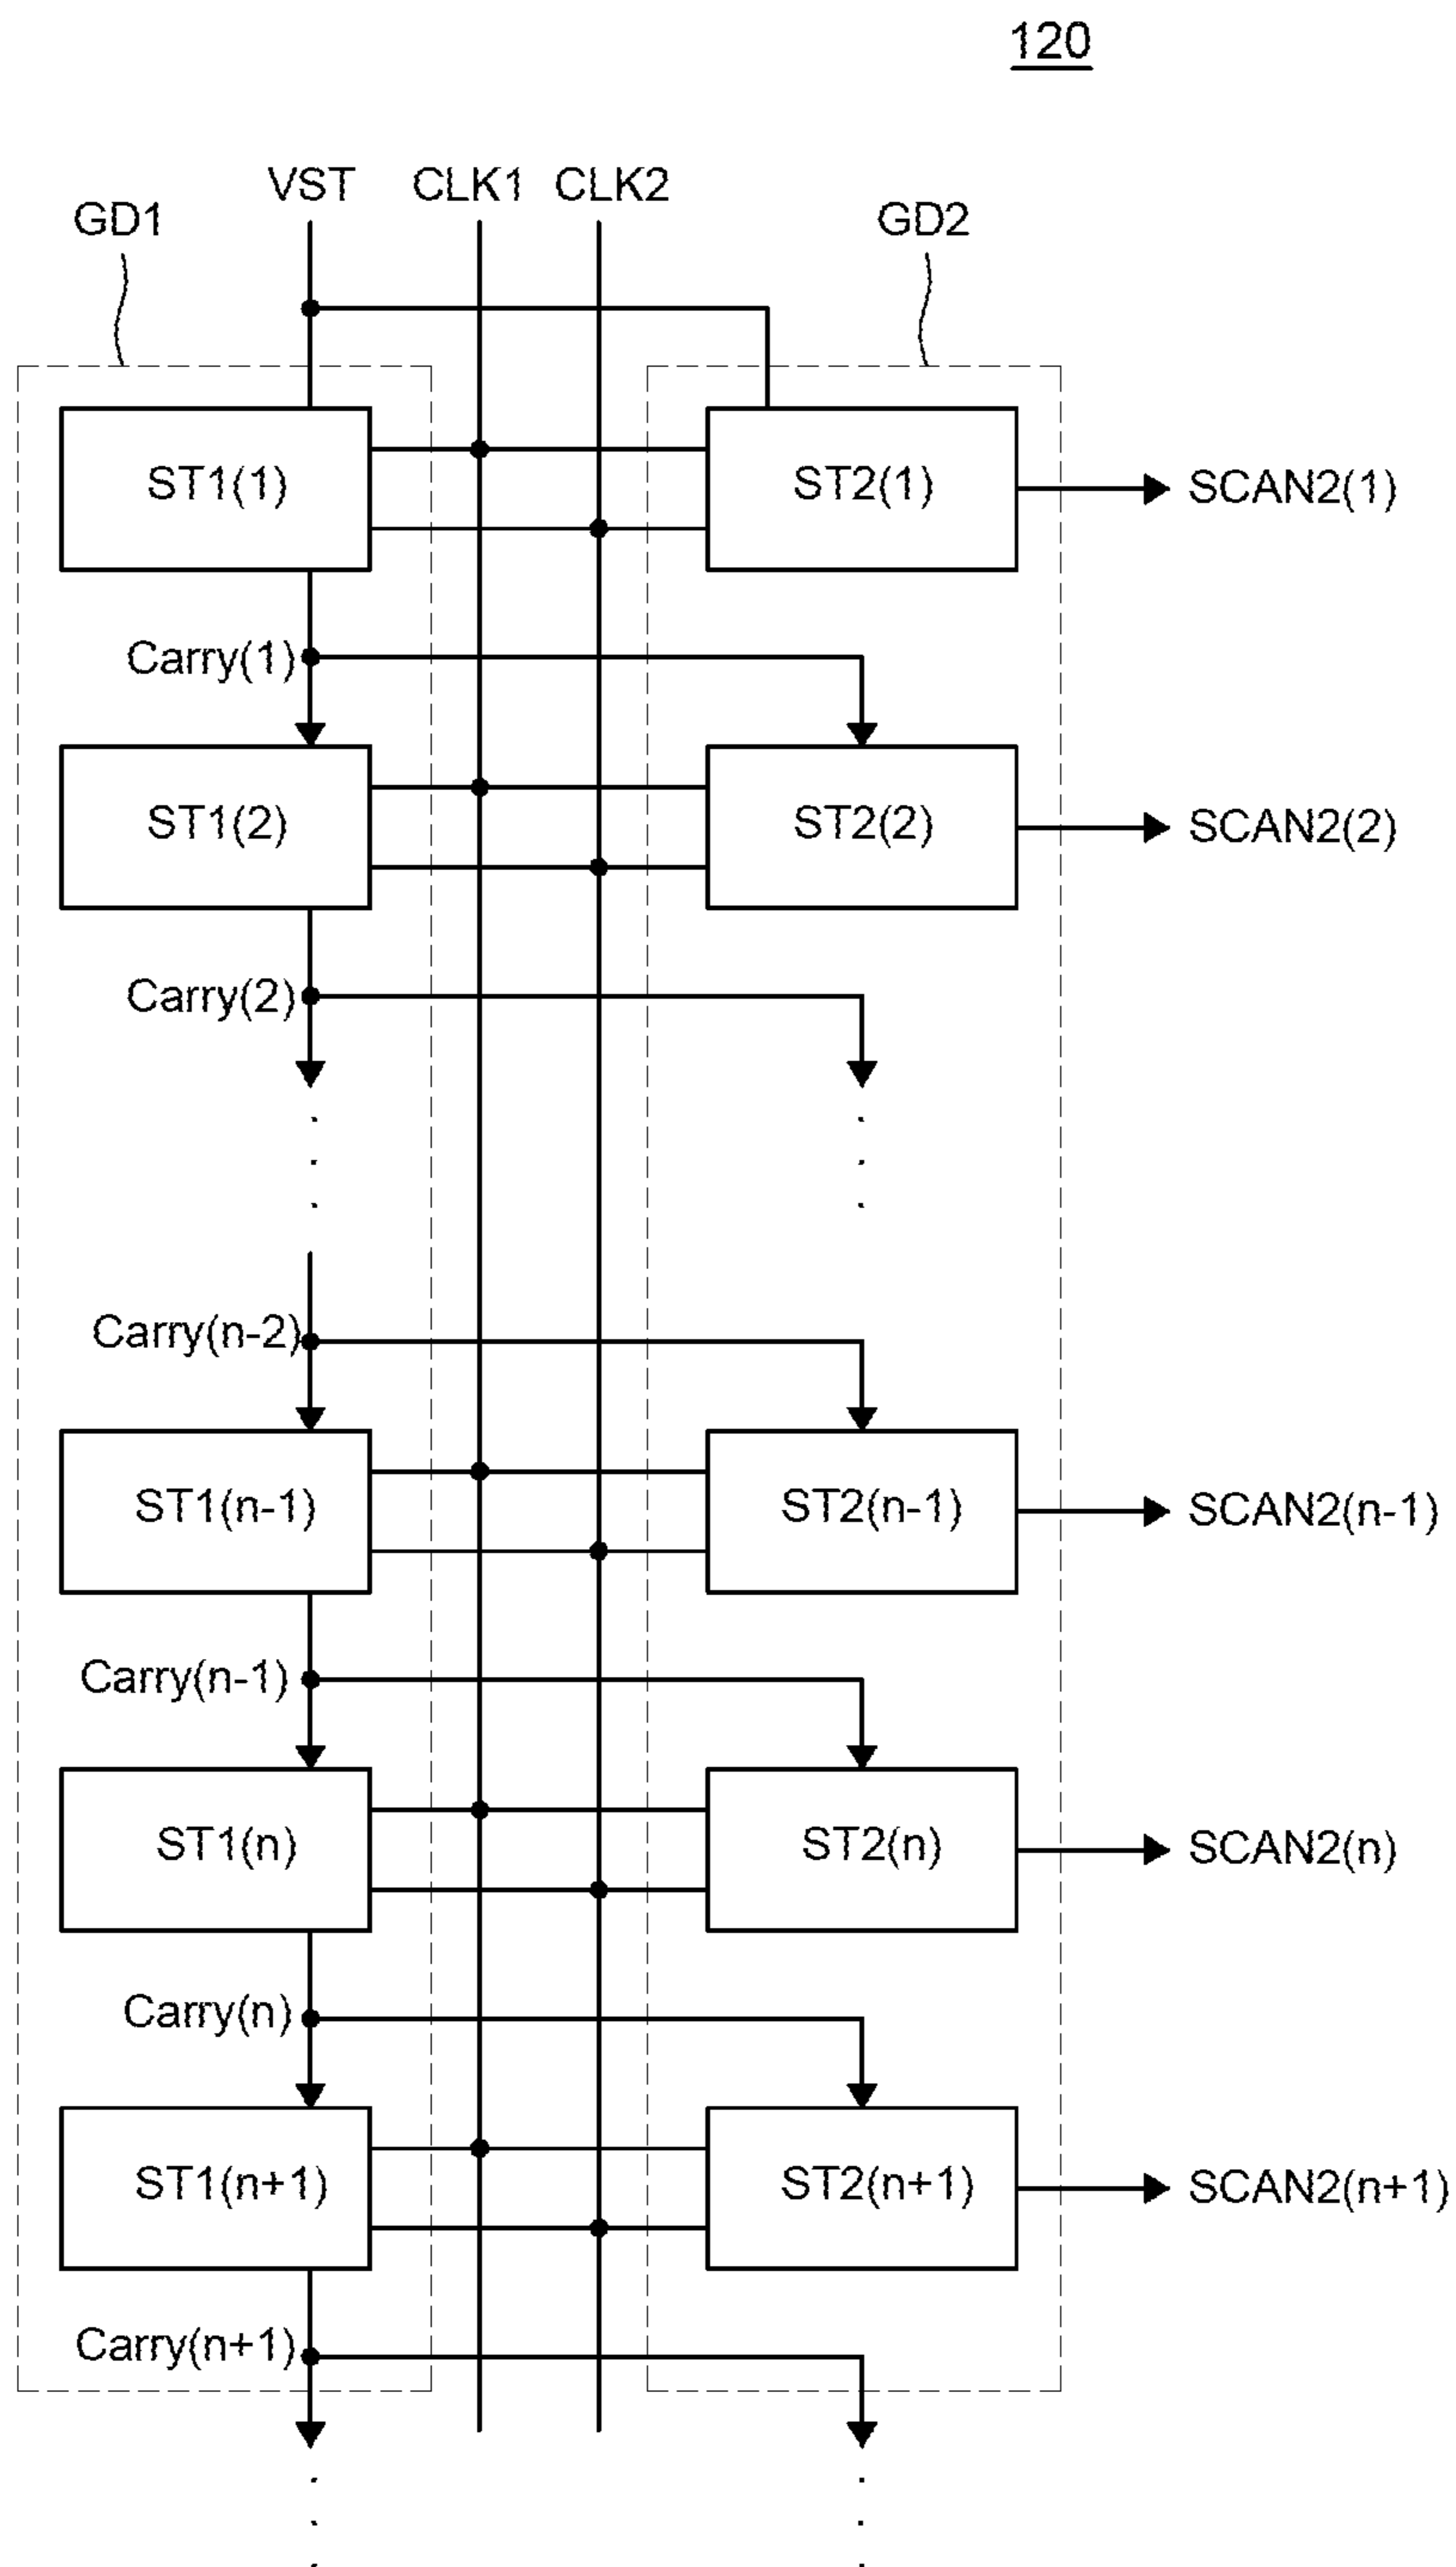 120
VST CLK1 CLK2
GD1 GD2
ST1(1) ST2(1) SCAN2(1)
Carry(1)
ST1(2) ST2(2) SCAN2(2)
Carry(2)
Carry(n-2)
ST1(n-1) ST2(n-1) SCAN2(n-1)
Carry(n-1)
ST1(n) ST2(n) SCAN2(n)
Carry(n)
ST1(n+1) ST2(n+1) SCAN2(n+1)
Carry(n+1)